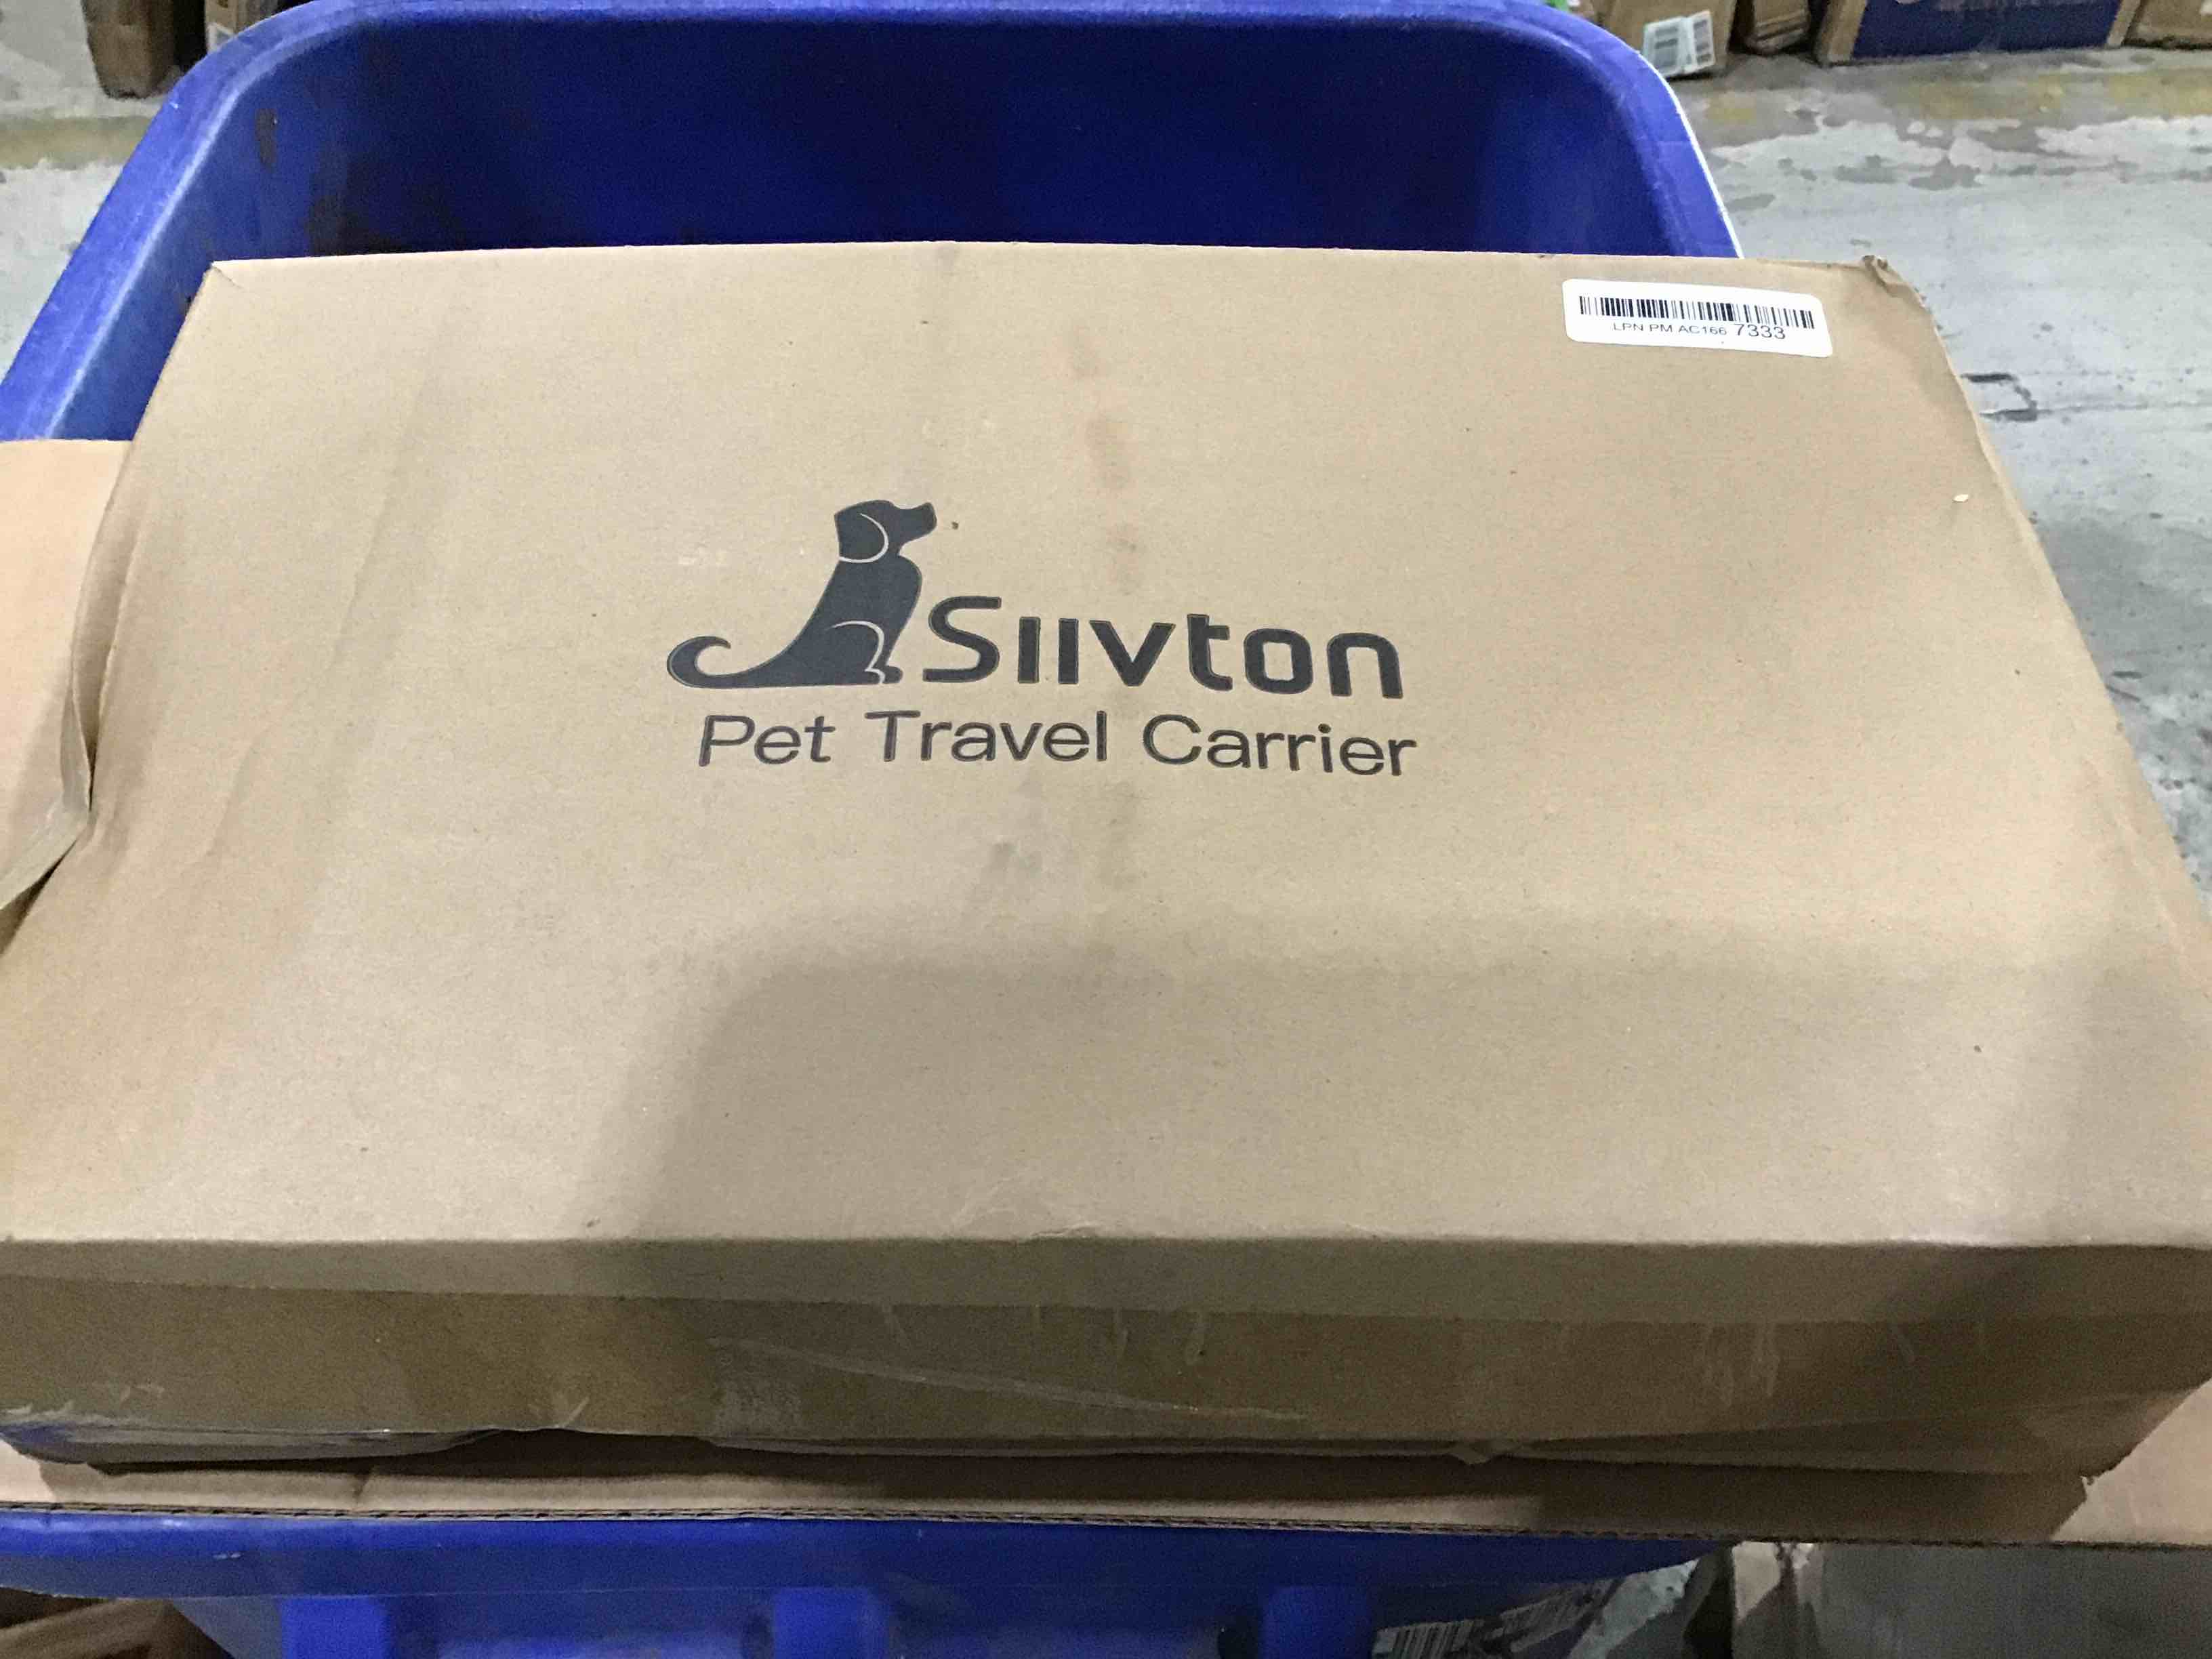 LPN PM AC166 7333
Siivton
Pet Travel Carrier